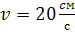 υ = 20 см/с